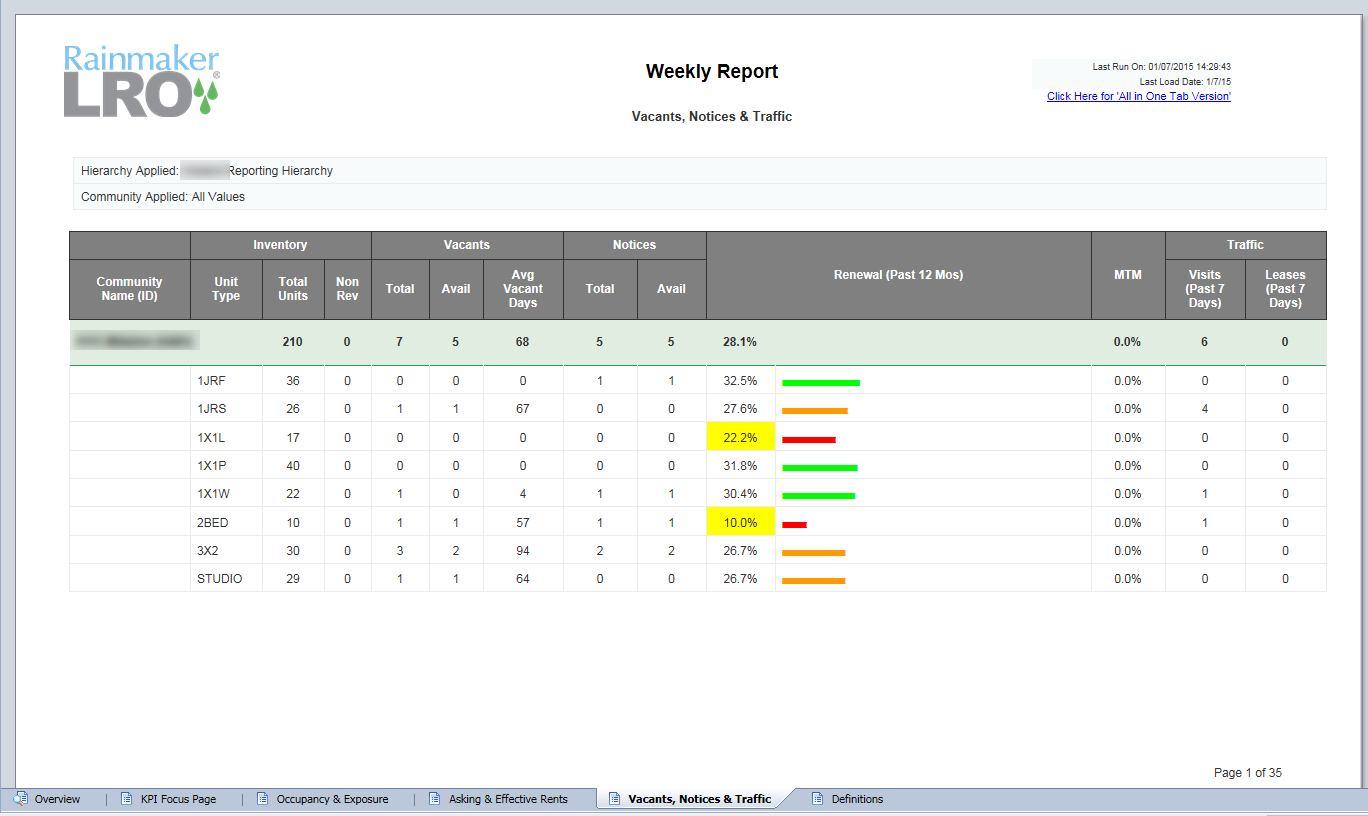 Rainmaker
LRO®
Weekly Report
Vacants, Notices & Traffic
Last Run On: 01/07/2015 14:29:43
Last Load Date: 1/7/15
Click Here for 'All in One Tab Version'
Hierarchy Applied: Reporting Hierarchy
Community Applied: All Values
Inventory Vacants Notices Renewal (Past 12 Mos) MTM Traffic
Community Name (ID) Unit Type Total Units Non Rev Total Avail Avg Vacant Days Total Avail Visits (Past 7 Days) Leases (Past 7 Days)
210 0 7 5 68 5 5 28.1% 0.0% 6 0
1JRF 36 0 0 0 0 1 1 32.5% 0.0% 0 0
1JRS 26 0 1 1 67 0 0 27.6% 0.0% 4 0
1X1L 17 0 0 0 0 0 0 22.2% 0.0% 0 0
1X1P 40 0 0 0 0 0 0 31.8% 0.0% 0 0
1X1W 22 0 1 0 4 1 1 30.4% 0.0% 1 0
2BED 10 0 1 1 57 1 1 10.0% 0.0% 1 0
3X2 30 0 3 2 94 2 2 26.7% 0.0% 0 0
STUDIO 29 0 1 1 64 0 0 26.7% 0.0% 0 0
Page 1 of 35
Overview KPI Focus Page Occupancy & Exposure Asking & Effective Rents Vacants, Notices & Traffic Definitions